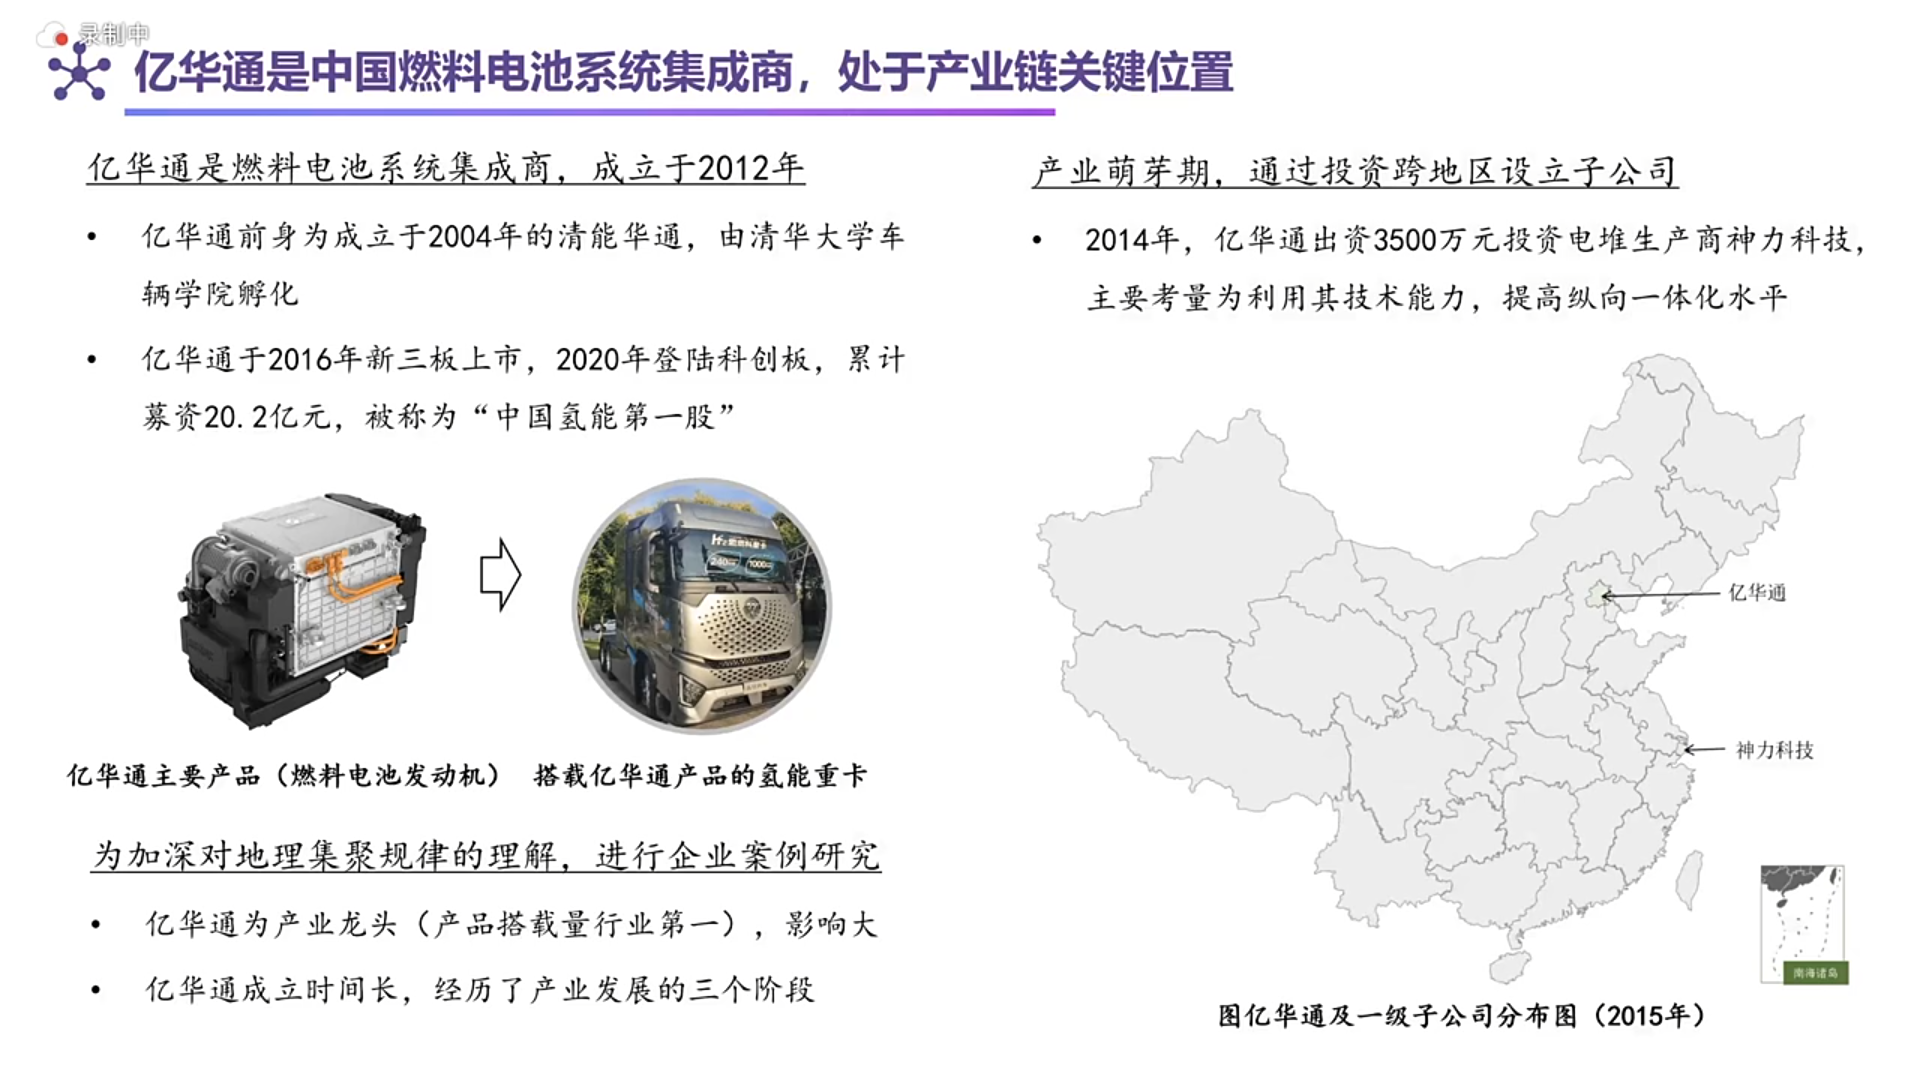 录制中
亿华通是中国燃料电池系统集成商，处于产业链关键位置
亿华通是燃料电池系统集成商，成立于2012年
• 亿华通前身为成立于2004年的清能华通，由清华大学车
辆学院孵化
• 亿华通于2016年新三板上市，2020年登陆科创板，累计
募资20.2亿元，被称为“中国氢能第一股”
240
1000
亿华通主要产品（燃料电池发动机）
搭载亿华通产品的氢能重卡
为加深对地理集聚规律的理解，进行企业案例研究
• 亿华通为产业龙头（产品搭载量行业第一），影响大
• 亿华通成立时间长，经历了产业发展的三个阶段
产业萌芽期，通过投资跨地区设立子公司
• 2014年，亿华通出资3500万元投资电堆生产商神力科技，
主要考量为利用其技术能力，提高纵向一体化水平
亿华通
神力科技
南海诸岛
图亿华通及一级子公司分布图（2015年）